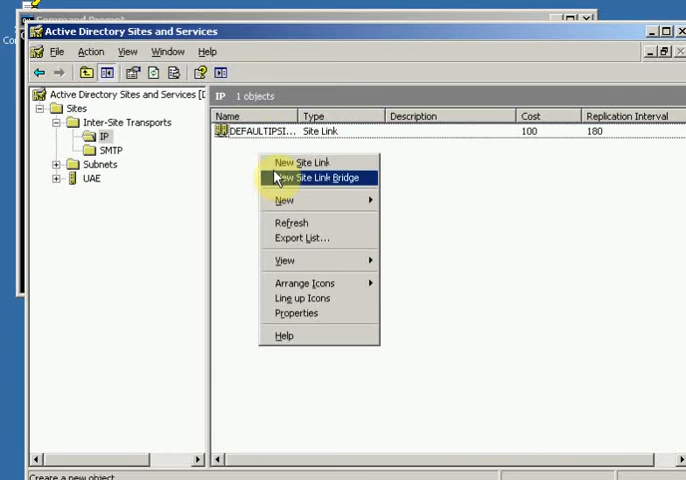 Command Prompt
Co
Active Directory Sites and Services
File Action View Window Help
Active Directory Sites and Services [D
Sites
Inter-Site Transports
IP
SMTP
Subnets
UAE
IP 1 objects
Name Type Description Cost Replication Interval
DEFAULTIPSI... Site Link 100 180
New Site Link
New Site Link Bridge
New
Refresh
Export List...
View
Arrange Icons
Line up Icons
Properties
Help
Create a new object.